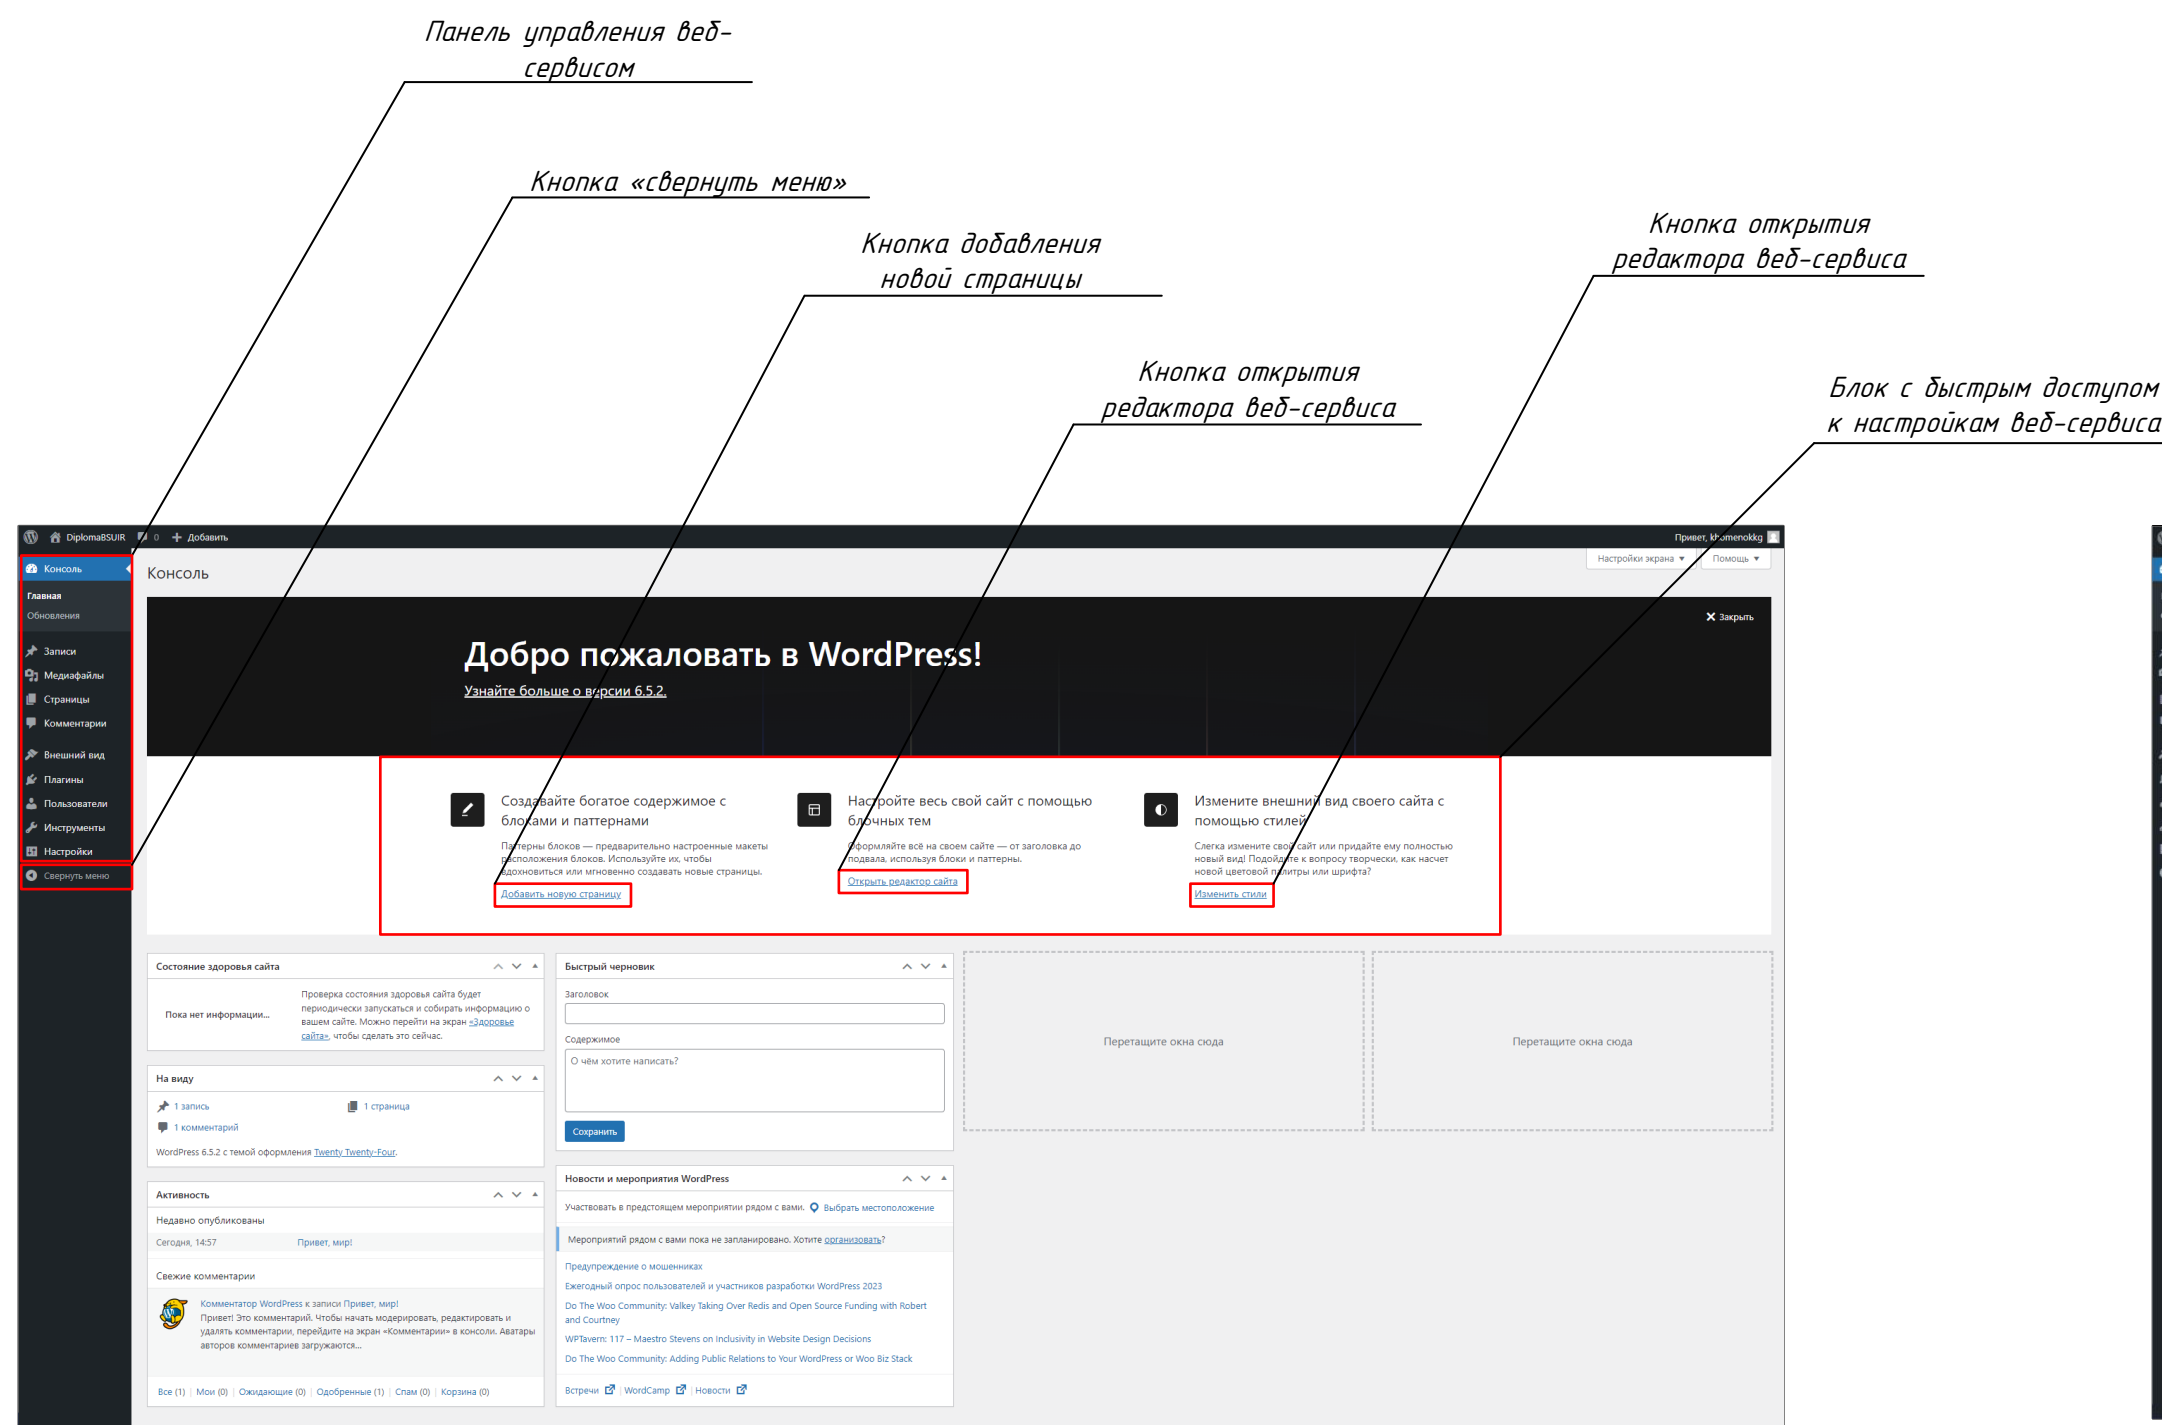 Панель управления веб-
сервисом
Кнопка «свернуть меню»
Кнопка добавления
новой страницы
Кнопка открытия
редактора веб-сервиса
Кнопка открытия
редактора веб-сервиса
Блок с быстрым доступом
к настройкам веб-сервиса
DiplomaBSUIR 0 Добавить
Привет, khomenokkg
Консоль
Главная
Обновления
Записи
Медиафайлы
Страницы
Комментарии
Внешний вид
Плагины
Пользователи
Инструменты
Настройки
Свернуть меню
Консоль
Настройки экрана
Помощь
Закрыть
Добро пожаловать в WordPress!
Узнайте больше о версии 6.5.2.
Создавайте богатое содержимое с
блоками и паттернами
Паттерны блоков — предварительно настроенные макеты
расположения блоков. Используйте их, чтобы
вдохновиться или мгновенно создавать новые страницы.
Добавить новую страницу
Настройте весь свой сайт с помощью
блочных тем
Оформляйте всё на своем сайте — от заголовка до
подвала, используя блоки и паттерны.
Открыть редактор сайта
Измените внешний вид своего сайта с
помощью стилей
Слегка измените свой сайт или придайте ему полностью
новый вид! Подойдите к вопросу творчески, как насчет
новой цветовой палитры или шрифта?
Изменить стили
Состояние здоровья сайта
Пока нет информации...
Проверка состояния здоровья сайта будет
периодически запускаться и собирать информацию о
вашем сайте. Можно перейти на экран «Здоровье
сайта», чтобы сделать это сейчас.
На виду
1 запись
1 страница
1 комментарий
WordPress 6.5.2 с темой оформления Twenty Twenty-Four.
Активность
Недавно опубликованы
Сегодня, 14:57 Привет, мир!
Свежие комментарии
Комментатор WordPress к записи Привет, мир!
Привет! Это комментарий. Чтобы начать модерировать, редактировать и
удалять комментарии, перейдите на экран «Комментарии» в консоли. Аватары
авторов комментариев загружаются...
Все (1) | Мои (0) | Ожидающие (0) | Одобренные (1) | Спам (0) | Корзина (0)
Быстрый черновик
Заголовок
Содержимое
О чём хотите написать?
Сохранить
Новости и мероприятия WordPress
Участвовать в предстоящем мероприятии рядом с вами. Выбрать местоположение
Мероприятий рядом с вами пока не запланировано. Хотите организовать?
Предупреждение о мошенниках
Ежегодный опрос пользователей и участников разработки WordPress 2023
Do The Woo Community: Valkey Taking Over Redis and Open Source Funding with Robert
and Courtney
WPTavern: 117 – Maestro Stevens on Inclusivity in Website Design Decisions
Do The Woo Community: Adding Public Relations to Your WordPress or Woo Biz Stack
Встречи | WordCamp | Новости
Перетащите окна сюда
Перетащите окна сюда